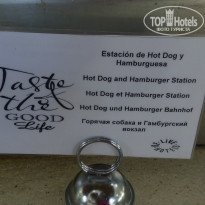 TOP Hotels
ФОТО ТУРИСТА
Taste
the
GOOD
Life
Estación de Hot Dog y
Hamburguesa
Hot Dog and Hamburger Station
Hot Dog et Hamburger Station
Hot Dog und Hamburger Bahnhof
Горячая собака и Гамбургский
вокзал